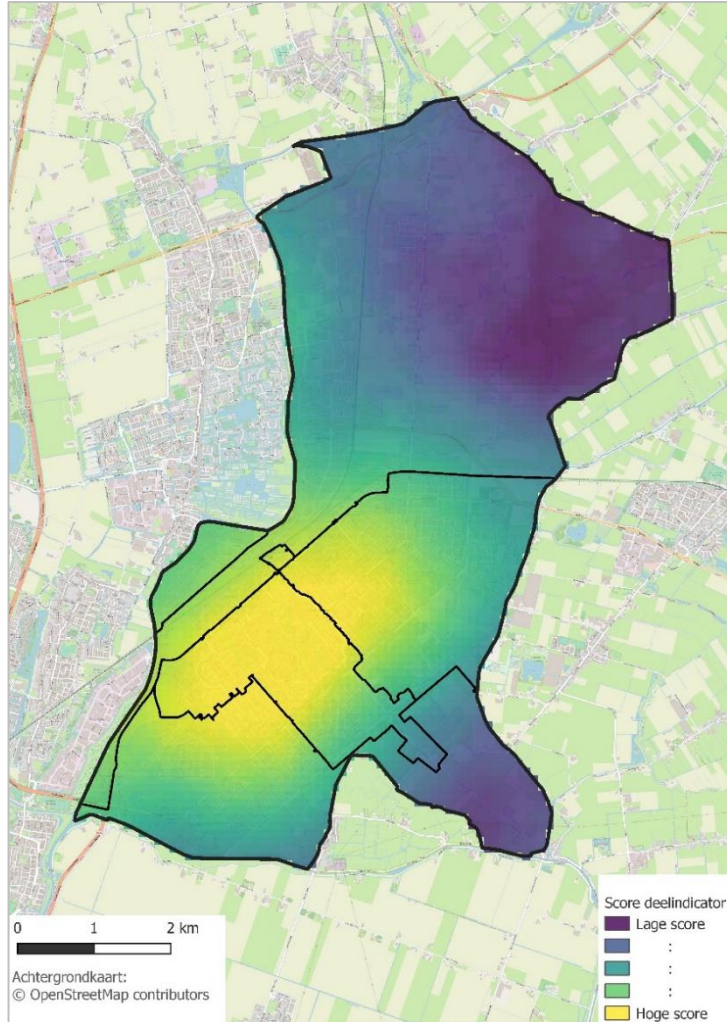 0 1 2 km
Achtergrondkaart:
© OpenStreetMap contributors
Score deelindicator
Lage score
:
:
:
Hoge score